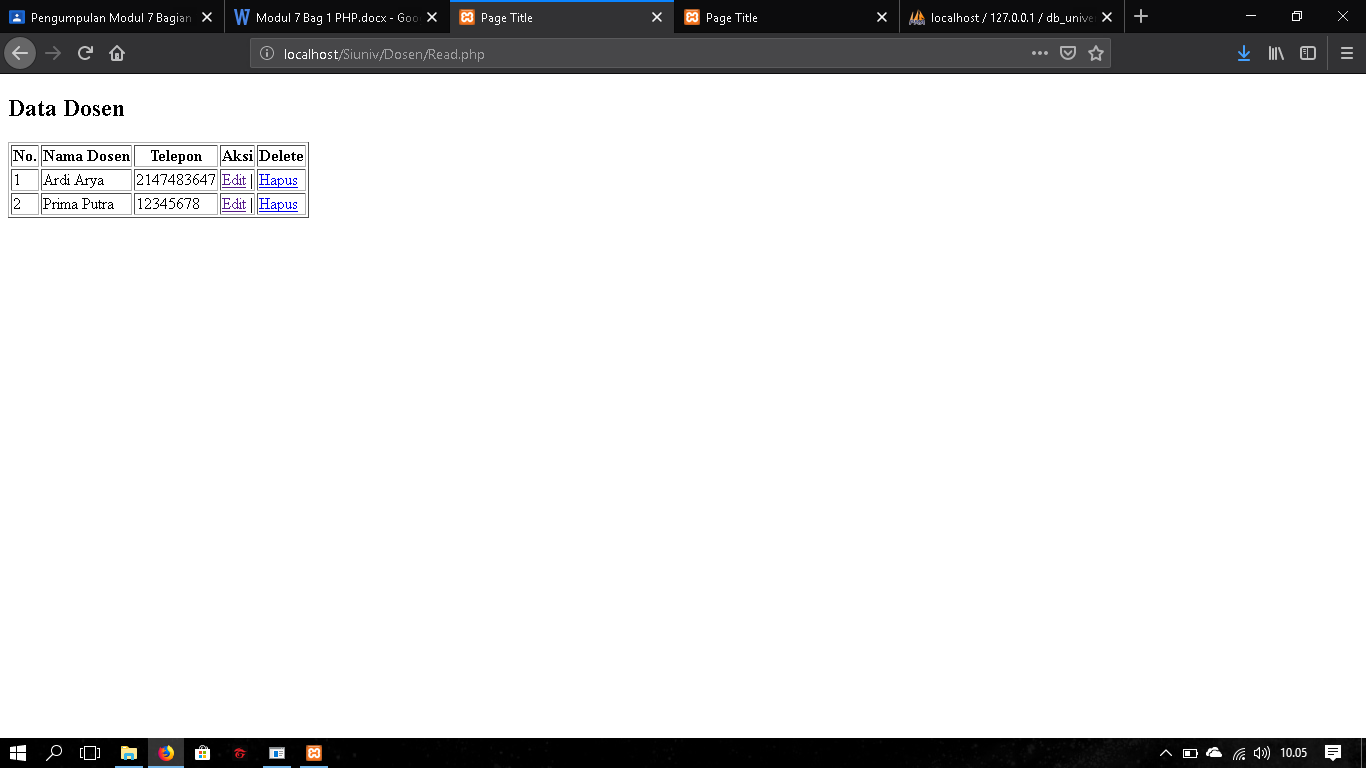 Pengumpulan Modul 7 Bagian
Modul 7 Bag 1 PHP.docx - Goo
Page Title
Page Title
localhost / 127.0.0.1 / db_unive
localhost/Siuniv/Dosen/Read.php
Data Dosen
No. Nama Dosen Telepon Aksi Delete
1 Ardi Arya 2147483647 Edit | Hapus
2 Prima Putra 12345678 Edit | Hapus
10.05